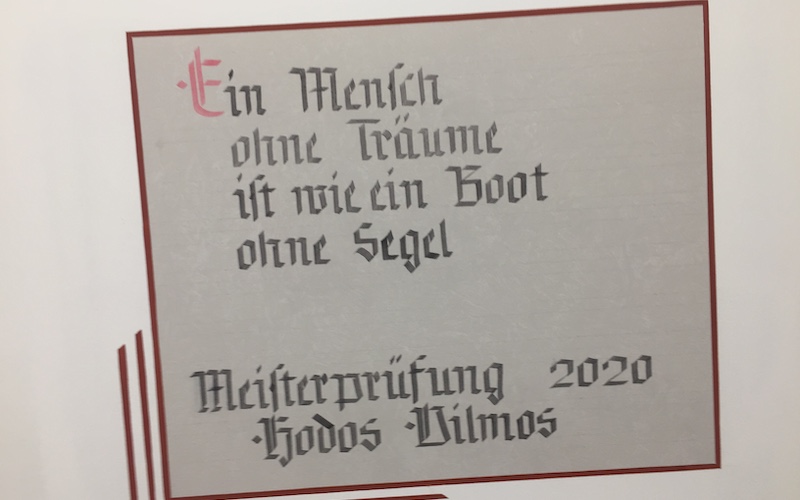 Ein Menſch
ohne Träume
iſt wie ein Boot
ohne Segel
Meiſterprüfung 2020
Hodos Vilmos